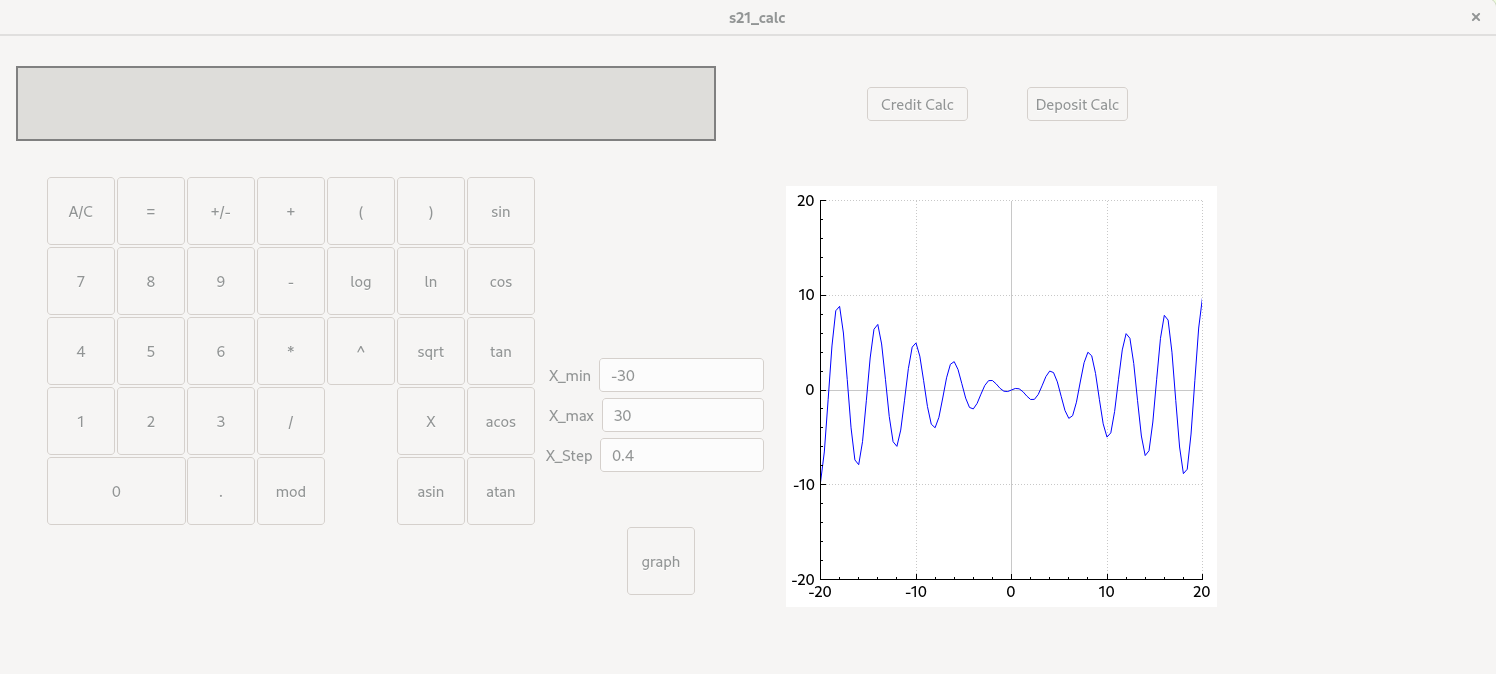 s21_calc ×
Credit Calc Deposit Calc
A/C = +/- + ( ) sin
7 8 9 - log ln cos
4 5 6 * ^ sqrt tan
1 2 3 / X acos
0 . mod asin atan
X_min -30
X_max 30
X_Step 0.4
graph
20
10
0
-10
-20
-20 -10 0 10 20